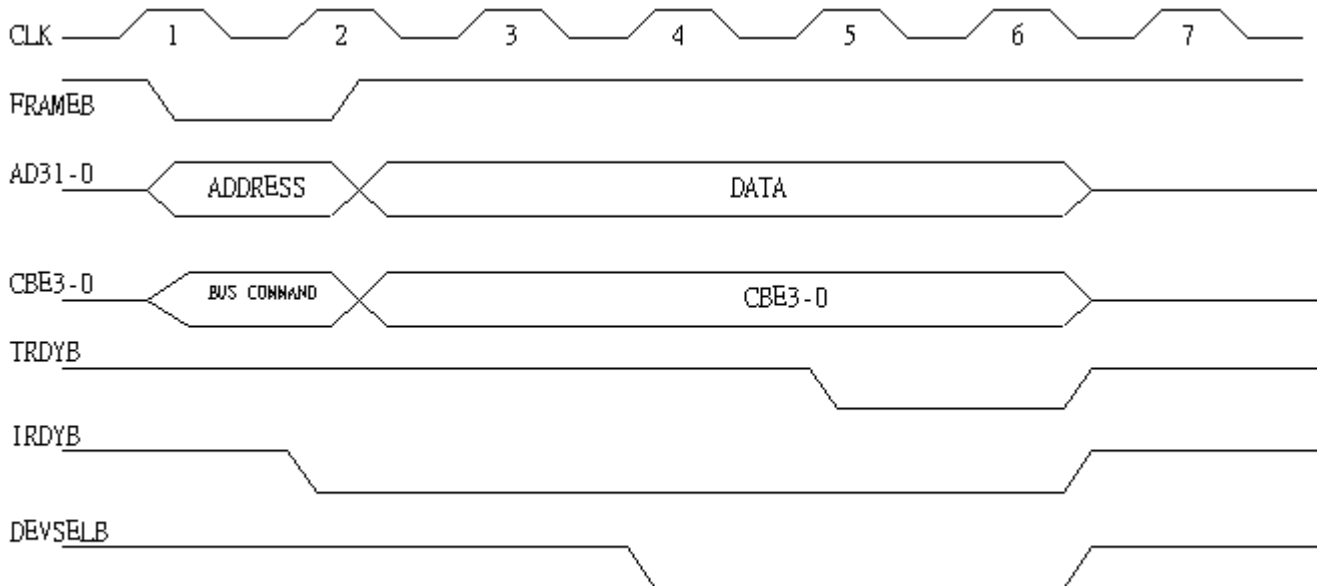 CLK 1 2 3 4 5 6 7
FRAMEB
AD31-0 ADDRESS DATA
CBE3-0 BUS COMMAND CBE3-0
TRDYB
IRDYB
DEVSELB